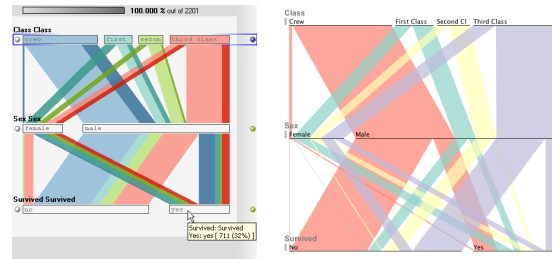 100.000 % out of 2201
Class Class
crew first secon third class
Sex Sex
female male
Survived Survived
no yes
Survived: Survived
Yes: yes [ 711 (32%) ]
Class
Crew First Class Second Cl Third Class
Sex
Female Male
Survived
No Yes